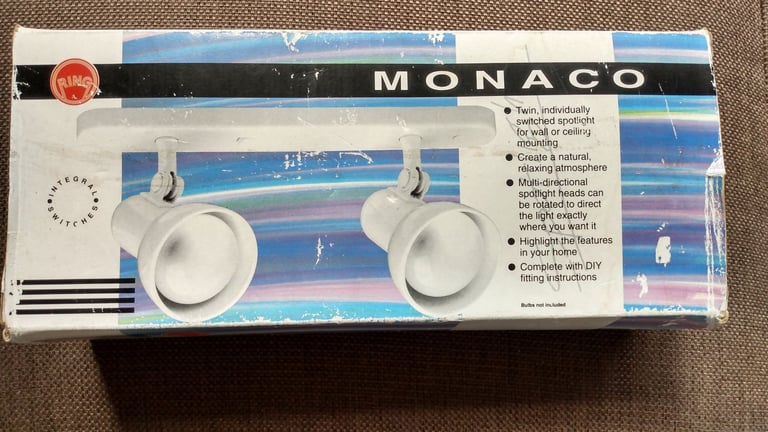 RING
MONACO
INTEGRAL
SWITCHES
● Twin, individually
switched spotlight
for wall or ceiling
mounting
● Create a natural,
relaxing atmosphere
● Multi-directional
spotlight heads can
be rotated to direct
the light exactly
where you want it
● Highlight the features
in your home
● Complete with DIY
fitting instructions
Bulbs not included